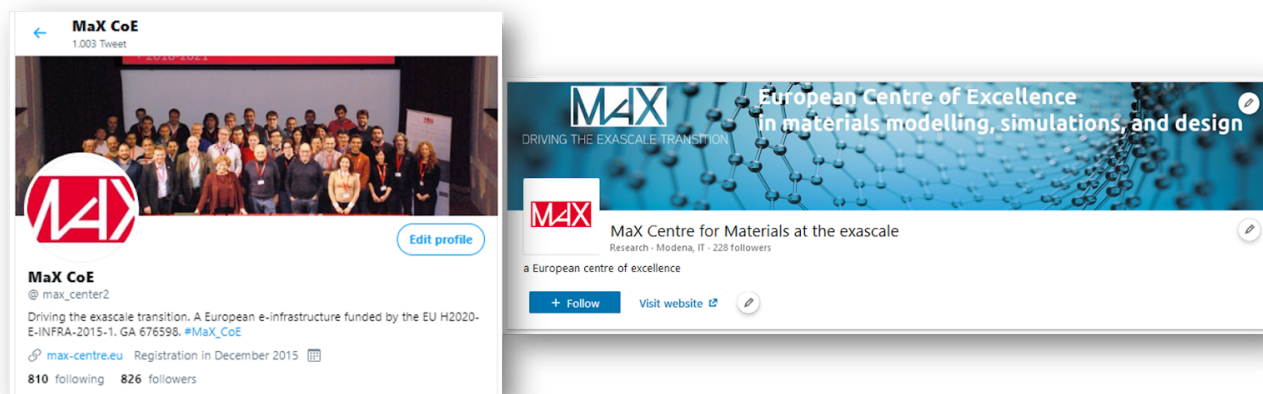 MaX CoE
1.003 Tweet
2018-2021
MAX
Edit profile
MaX CoE
@ max_center2
Driving the exascale transition. A European e-infrastructure funded by the EU H2020-
E-INFRA-2015-1. GA 676598. #MaX_CoE
max-centre.eu Registration in December 2015
810 following 826 followers
MAX
DRIVING THE EXASCALE TRANSITION
European Centre of Excellence
in materials modelling, simulations, and design
MAX
MaX Centre for Materials at the exascale
Research - Modena, IT - 228 followers
a European centre of excellence
+ Follow Visit website